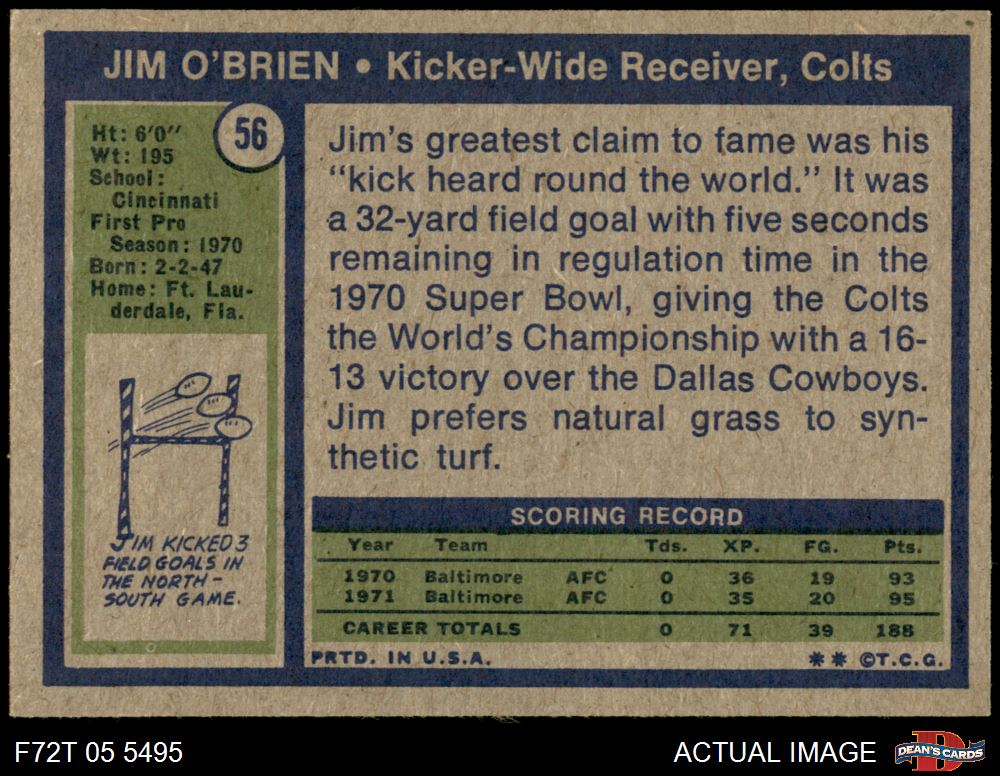 JIM O'BRIEN • Kicker-Wide Receiver, Colts
56
Ht: 6'0"
Wt: 195
School:
Cincinnati
First Pro
Season: 1970
Born: 2-2-47
Home: Ft. Lau-
derdale, Fla.
JIM KICKED 3
FIELD GOALS IN
THE NORTH-
SOUTH GAME.
Jim's greatest claim to fame was his
"kick heard round the world." It was
a 32-yard field goal with five seconds
remaining in regulation time in the
1970 Super Bowl, giving the Colts
the World's Championship with a 16-
13 victory over the Dallas Cowboys.
Jim prefers natural grass to syn-
thetic turf.
SCORING RECORD
Year Team Tds. XP. FG. Pts.
1970 Baltimore AFC 0 36 19 93
1971 Baltimore AFC 0 35 20 95
CAREER TOTALS 0 71 39 188
PRTD. IN U.S.A. ** ©T.C.G.
F72T 05 5495 ACTUAL IMAGE DEAN'S CARDS